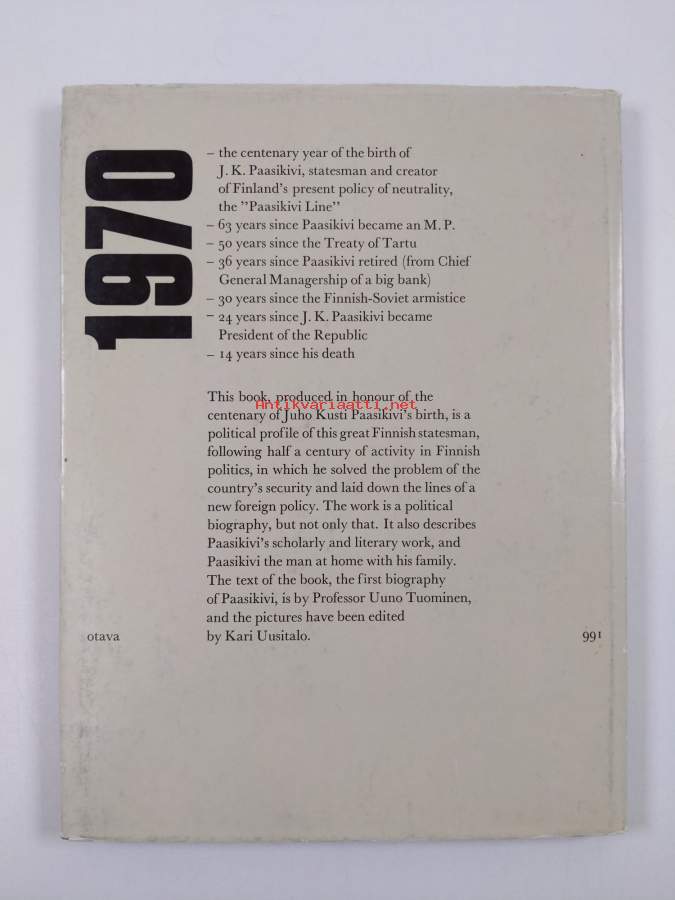 1970
– the centenary year of the birth of
J. K. Paasikivi, statesman and creator
of Finland's present policy of neutrality,
the ”Paasikivi Line”
– 63 years since Paasikivi became an M. P.
– 50 years since the Treaty of Tartu
– 36 years since Paasikivi retired (from Chief
General Managership of a big bank)
– 30 years since the Finnish-Soviet armistice
– 24 years since J. K. Paasikivi became
President of the Republic
– 14 years since his death
This book, produced in honour of the
Antikvariaatti.net
centenary of Juho Kusti Paasikivi's birth, is a
political profile of this great Finnish statesman,
following half a century of activity in Finnish
politics, in which he solved the problem of the
country's security and laid down the lines of a
new foreign policy. The work is a political
biography, but not only that. It also describes
Paasikivi's scholarly and literary work, and
Paasikivi the man at home with his family.
The text of the book, the first biography
of Paasikivi, is by Professor Uuno Tuominen,
and the pictures have been edited
by Kari Uusitalo.
otava
991